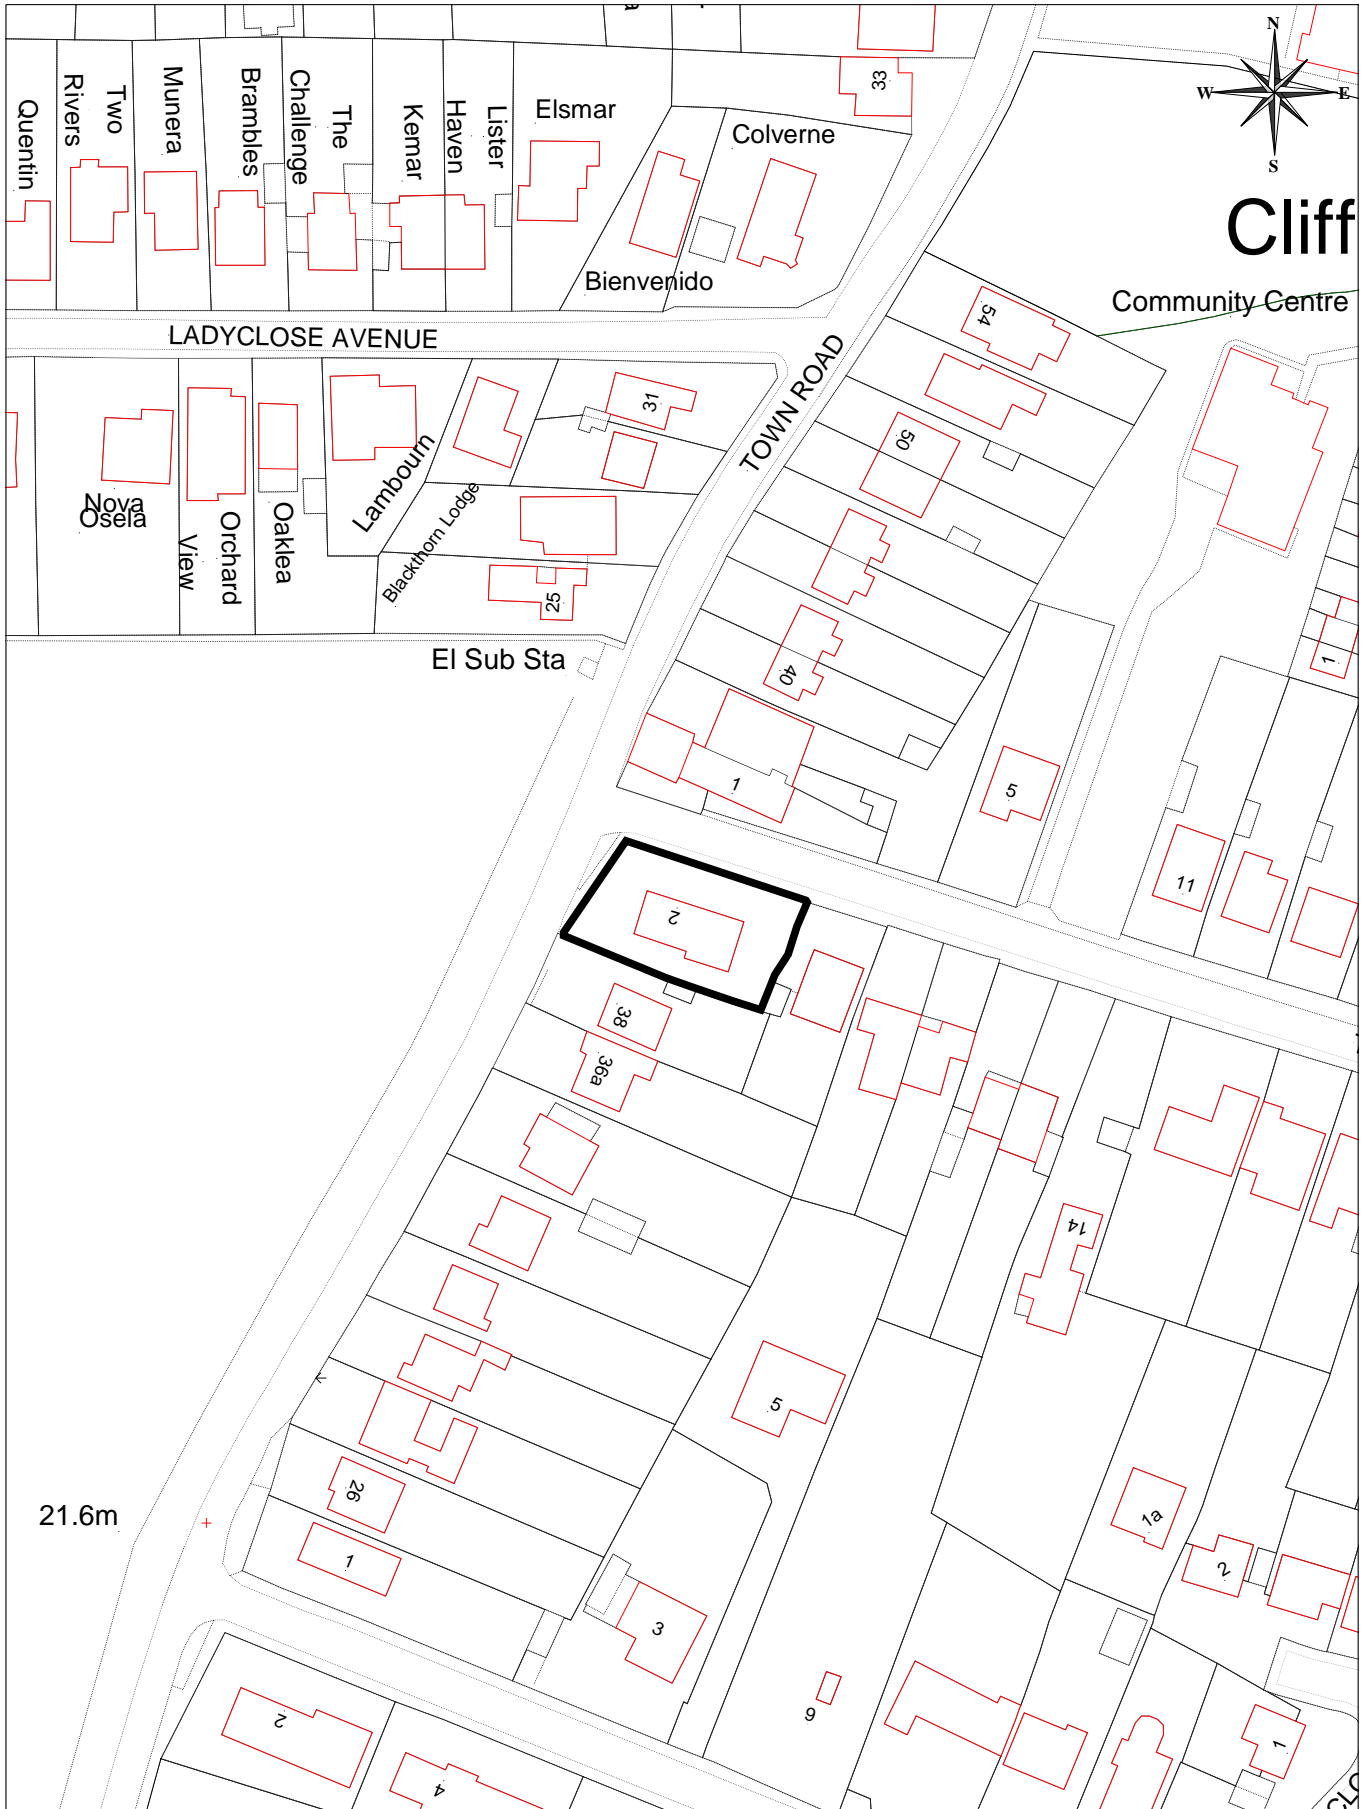 N
W
E
S
Cliff
Community Centre
33
Quentin
Two
Rivers
Munera
Brambles
The
Challenge
Kemar
Lister
Haven
Elsmar
Colverne
Bienvenido
LADYCLOSE AVENUE
TOWN ROAD
54
50
40
31
25
Nova
Osela
Orchard
View
Oaklea
Lambourn
Blackthorn Lodge
El Sub Sta
1
5
11
1
2
38
36a
14
5
26
1
3
9
1a
2
1
2
4
21.6m